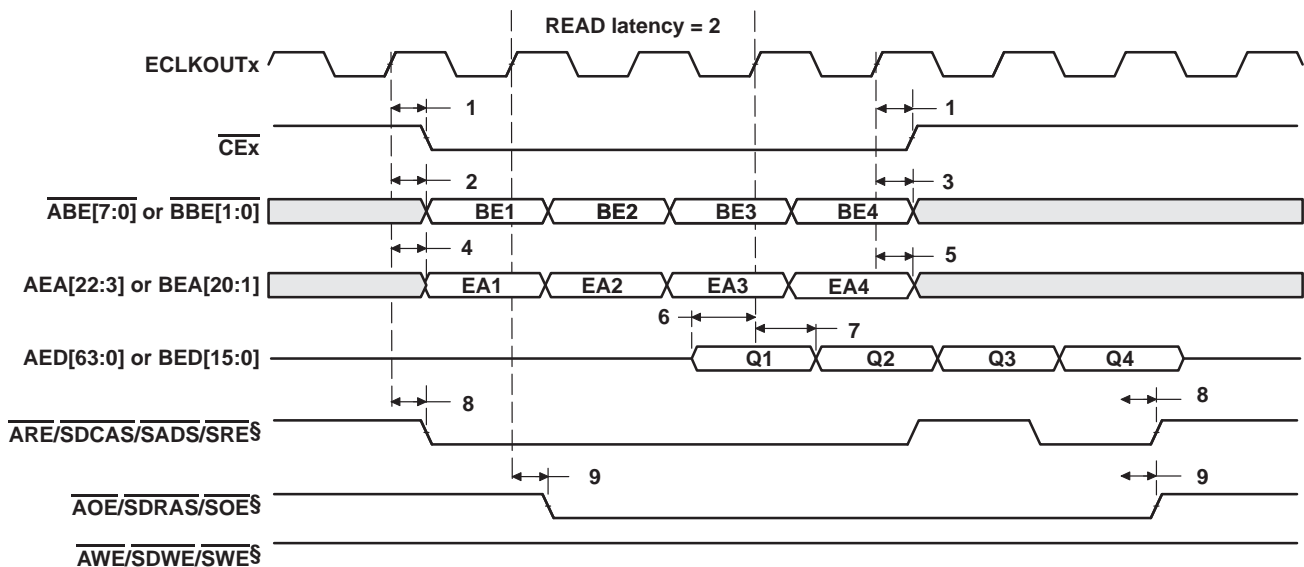 READ latency = 2
ECLKOUTx
1 1
CEx
2 3
ABE[7:0] or BBE[1:0] BE1 BE2 BE3 BE4
4 5
AEA[22:3] or BEA[20:1] EA1 EA2 EA3 EA4
6 7
AED[63:0] or BED[15:0] Q1 Q2 Q3 Q4
8 8
ARE/SDCAS/SADS/SRE§
9 9
AOE/SDRAS/SOE§
AWE/SDWE/SWE§